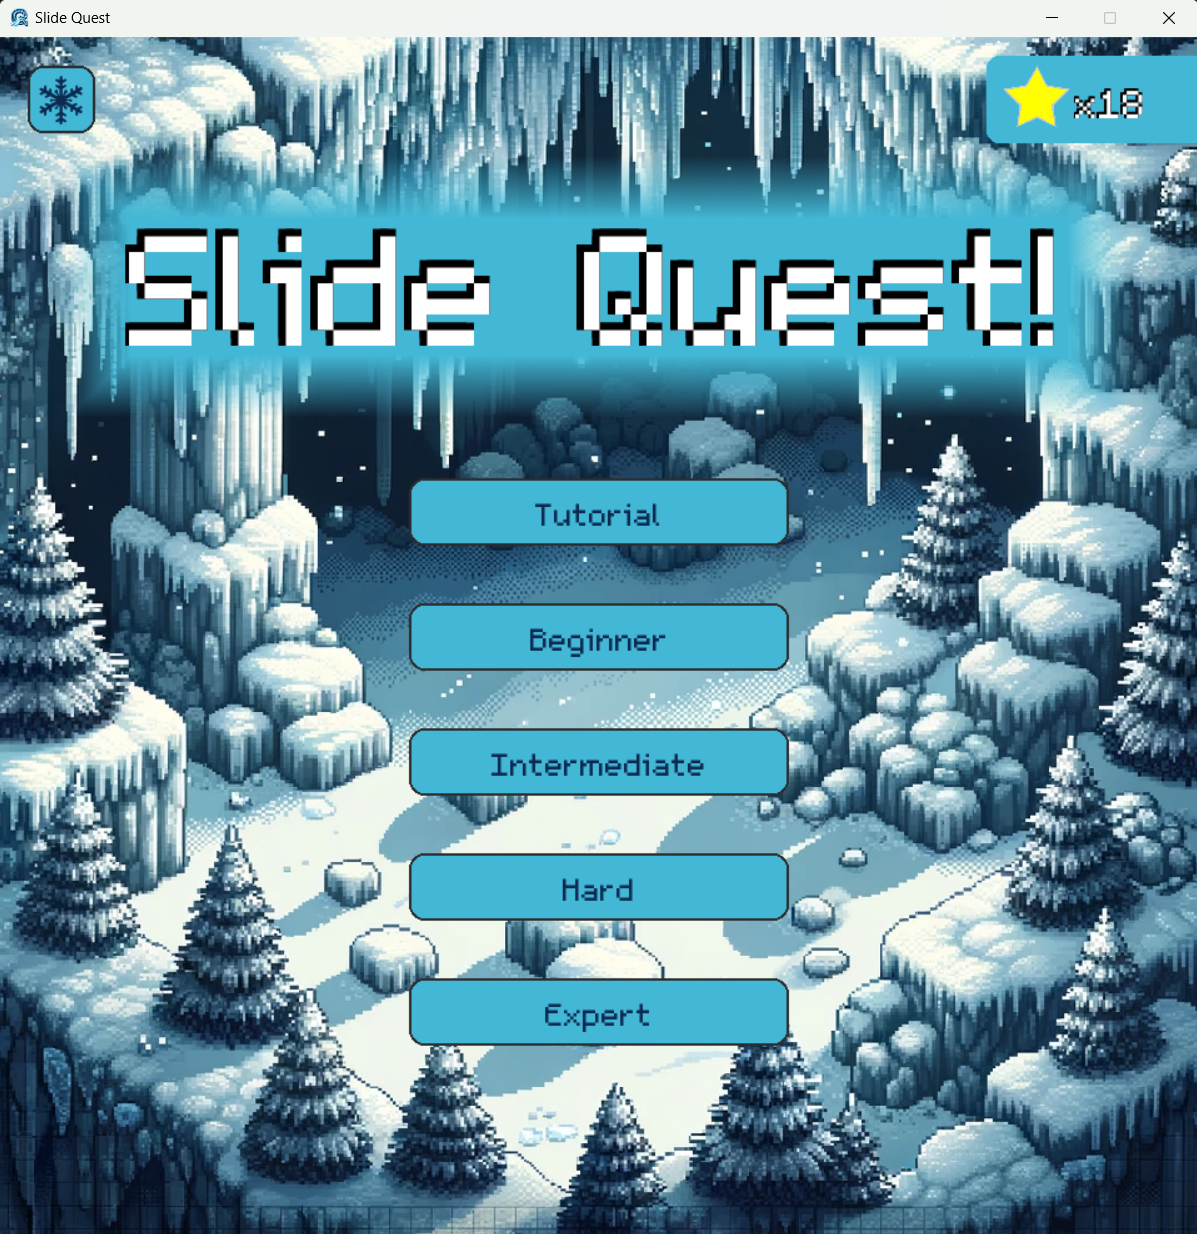 Slide Quest
x18
Slide Quest!
Tutorial
Beginner
Intermediate
Hard
Expert